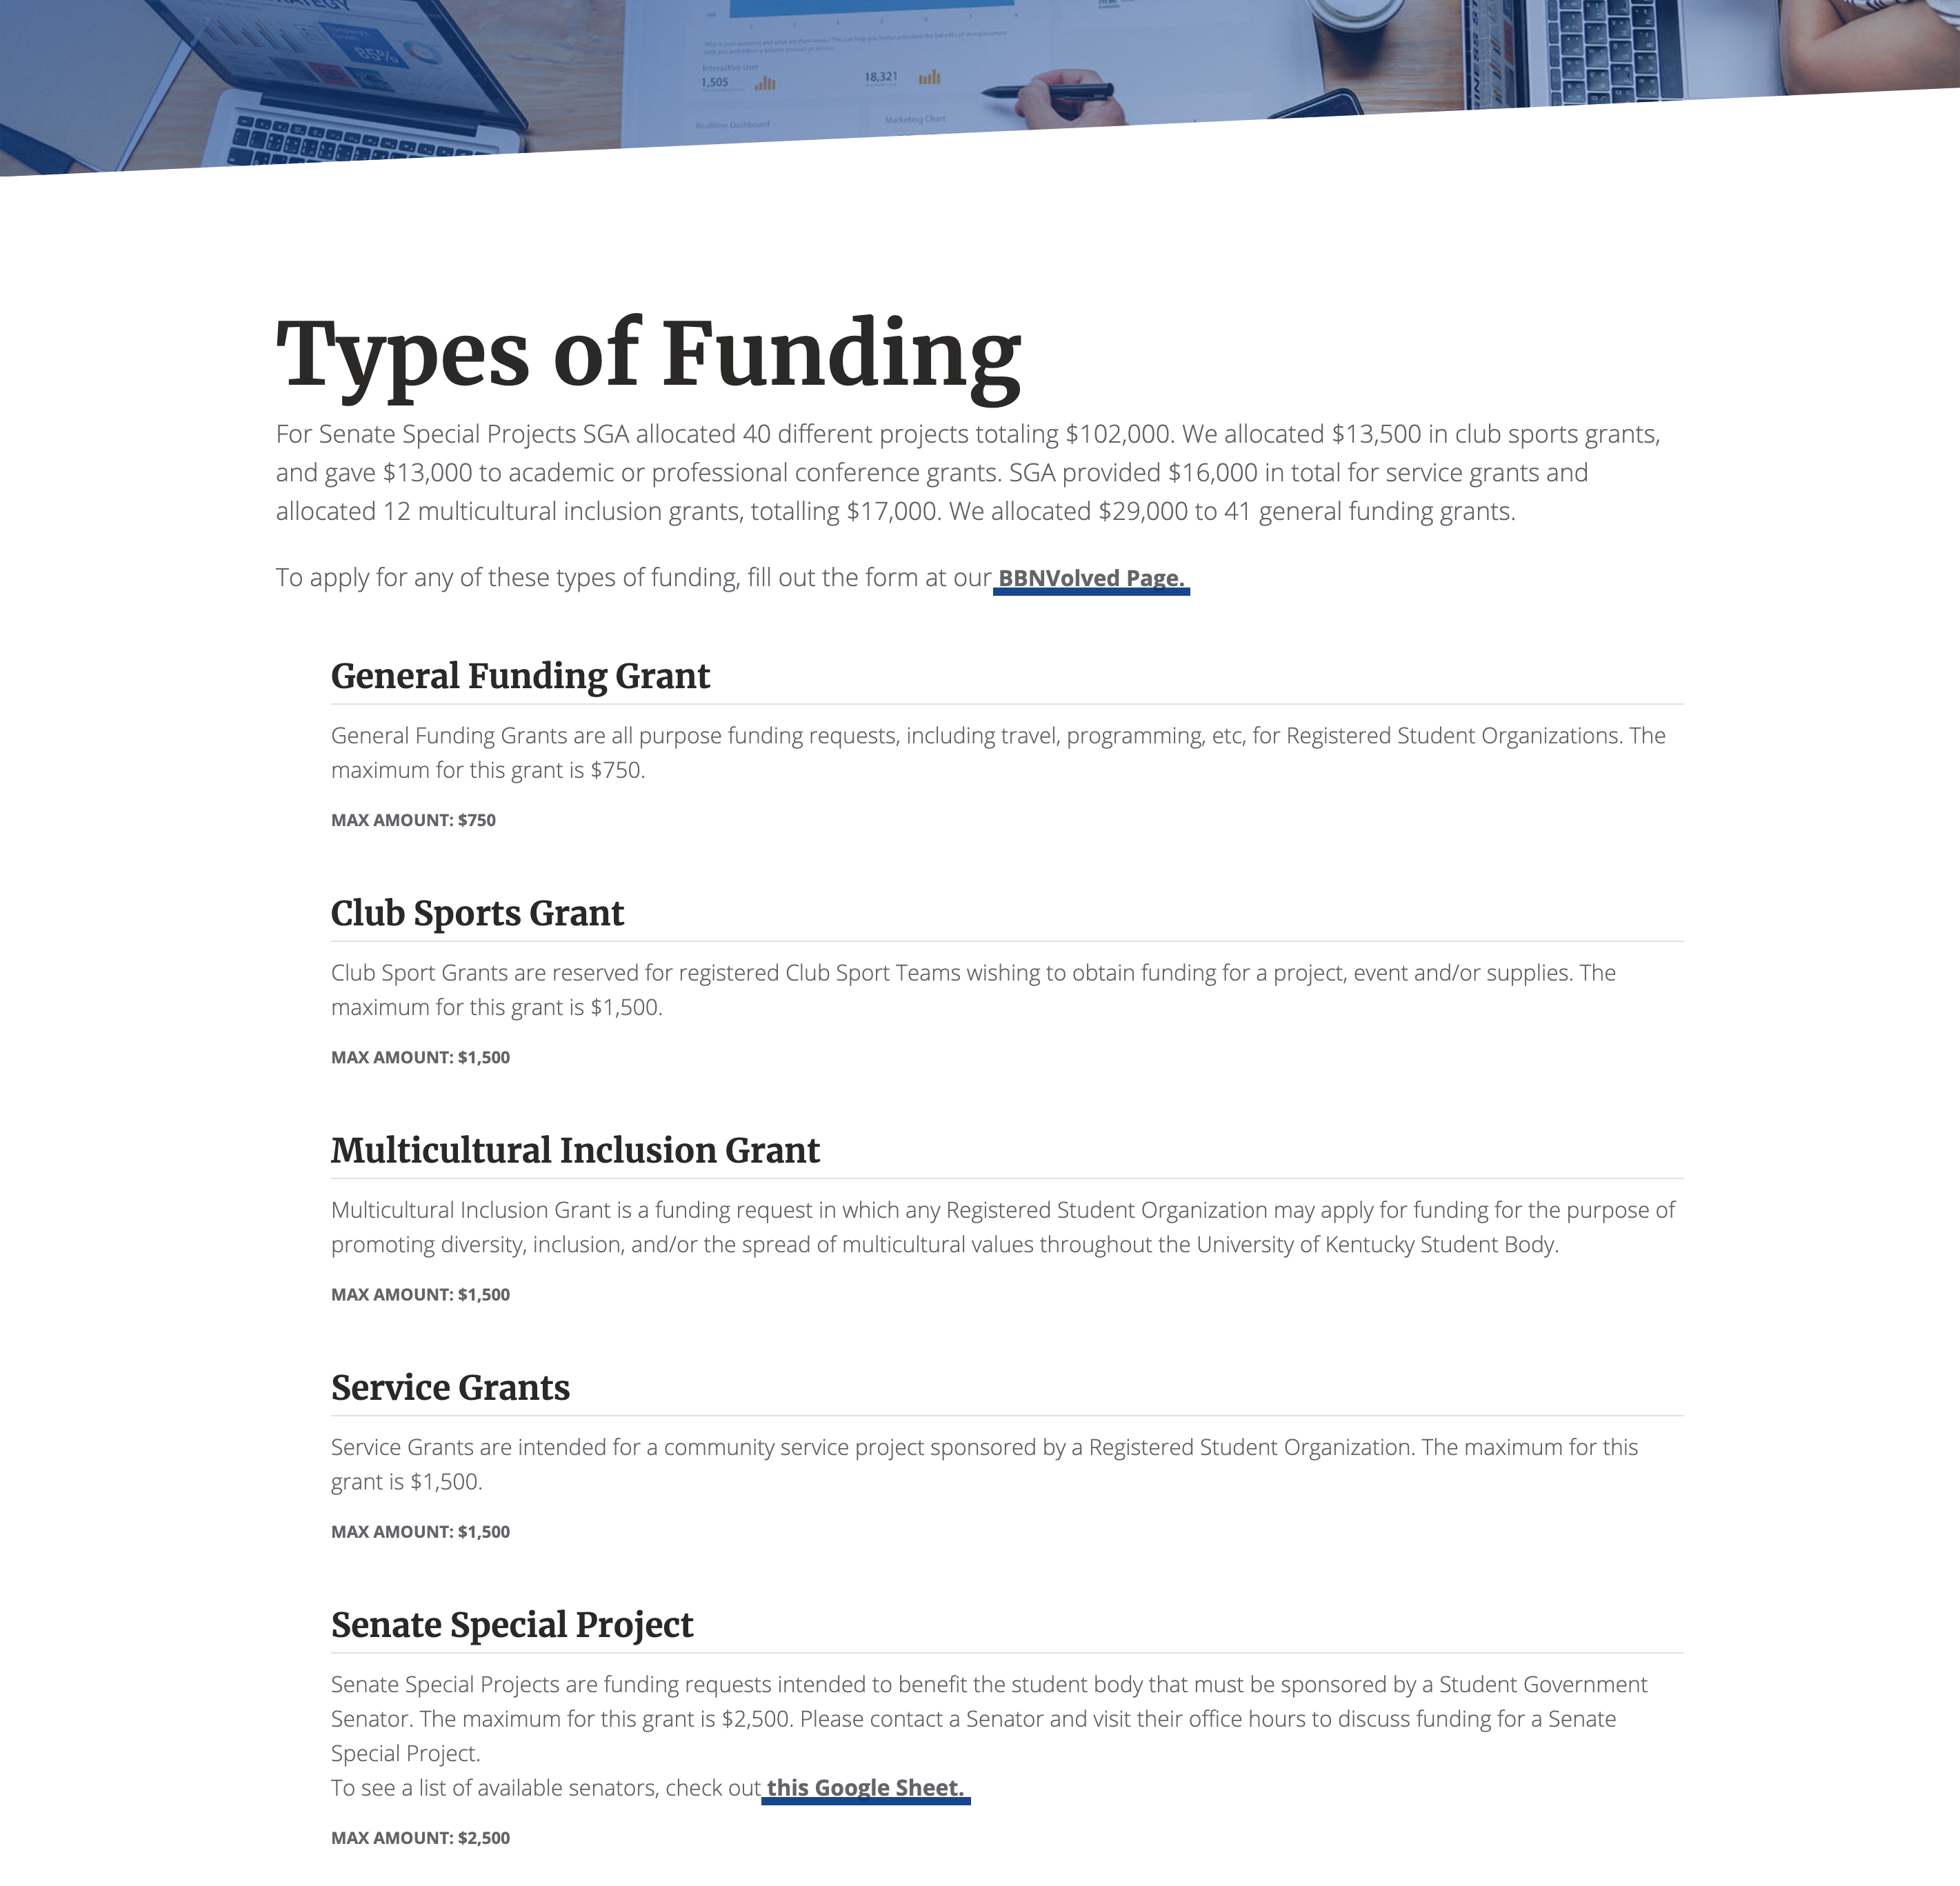 STRATEGY
85%
Interactive User
1,505
18,321
Realtime Dashboard
Marketing Chart
Types of Funding
For Senate Special Projects SGA allocated 40 different projects totaling $102,000. We allocated $13,500 in club sports grants,
and gave $13,000 to academic or professional conference grants. SGA provided $16,000 in total for service grants and
allocated 12 multicultural inclusion grants, totalling $17,000. We allocated $29,000 to 41 general funding grants.
To apply for any of these types of funding, fill out the form at our BBNVolved Page.
General Funding Grant
General Funding Grants are all purpose funding requests, including travel, programming, etc, for Registered Student Organizations. The
maximum for this grant is $750.
MAX AMOUNT: $750
Club Sports Grant
Club Sport Grants are reserved for registered Club Sport Teams wishing to obtain funding for a project, event and/or supplies. The
maximum for this grant is $1,500.
MAX AMOUNT: $1,500
Multicultural Inclusion Grant
Multicultural Inclusion Grant is a funding request in which any Registered Student Organization may apply for funding for the purpose of
promoting diversity, inclusion, and/or the spread of multicultural values throughout the University of Kentucky Student Body.
MAX AMOUNT: $1,500
Service Grants
Service Grants are intended for a community service project sponsored by a Registered Student Organization. The maximum for this
grant is $1,500.
MAX AMOUNT: $1,500
Senate Special Project
Senate Special Projects are funding requests intended to benefit the student body that must be sponsored by a Student Government
Senator. The maximum for this grant is $2,500. Please contact a Senator and visit their office hours to discuss funding for a Senate
Special Project.
To see a list of available senators, check out this Google Sheet.
MAX AMOUNT: $2,500